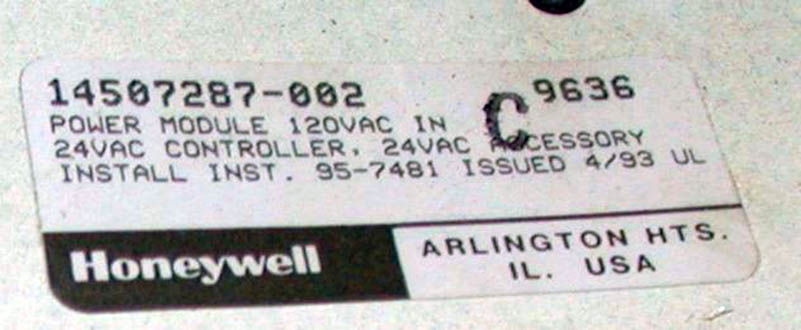 14507287-002 C 9636
POWER MODULE 120VAC IN
24VAC CONTROLLER, 24VAC ACCESSORY
INSTALL INST. 95-7481 ISSUED 4/93 UL
Honeywell
ARLINGTON HTS.
IL. USA